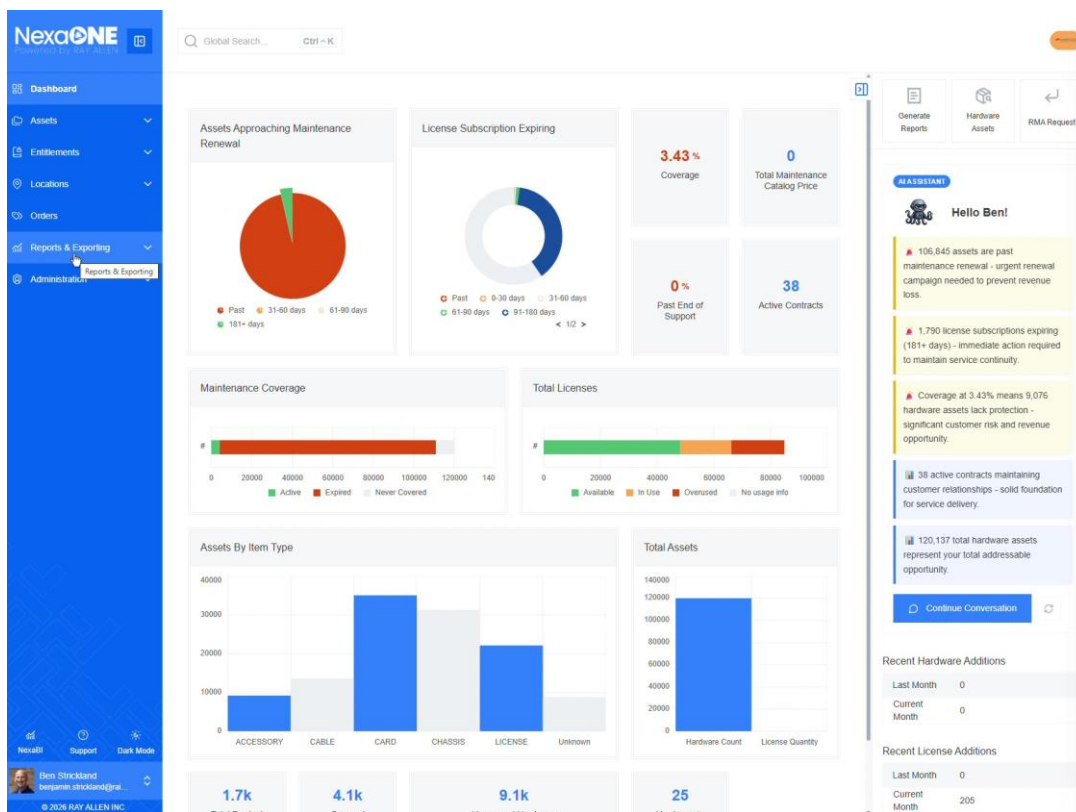 NexaONE
Powered by RAY ALLEN
Global Search...
Ctrl ~ K
Dashboard
Assets
Entitlements
Locations
Orders
Reports & Exporting
Reports & Exporting
Administration
NexaBI
Support
Dark Mode
Ben Strickland
benjamin.strickland@rai...
© 2026 RAY ALLEN INC
Assets Approaching Maintenance
Renewal
Past
31-60 days
61-90 days
181+ days
License Subscription Expiring
Past
0-30 days
31-60 days
61-90 days
91-180 days
1/2
3.43 %
Coverage
0
Total Maintenance
Catalog Price
0 %
Past End of
Support
38
Active Contracts
Maintenance Coverage
#
0 20000 40000 60000 80000 100000 120000 140
Active Expired Never Covered
Total Licenses
#
0 20000 40000 60000 80000 100000
Available In Use Overused No usage info
Assets By Item Type
40000
30000
20000
10000
0
ACCESSORY CABLE CARD CHASSIS LICENSE Unknown
Total Assets
140000
120000
100000
80000
60000
40000
20000
0
Hardware Count License Quantity
1.7k
4.1k
9.1k
25
Generate
Reports
Hardware
Assets
RMA Request
AI ASSISTANT
Hello Ben!
106,845 assets are past
maintenance renewal - urgent renewal
campaign needed to prevent revenue
loss.
1,790 license subscriptions expiring
(181+ days) - immediate action required
to maintain service continuity.
Coverage at 3.43% means 9,076
hardware assets lack protection -
significant customer risk and revenue
opportunity.
38 active contracts maintaining
customer relationships - solid foundation
for service delivery.
120,137 total hardware assets
represent your total addressable
opportunity.
Continue Conversation
Recent Hardware Additions
Last Month 0
Current
Month 0
Recent License Additions
Last Month 0
Current
Month 205